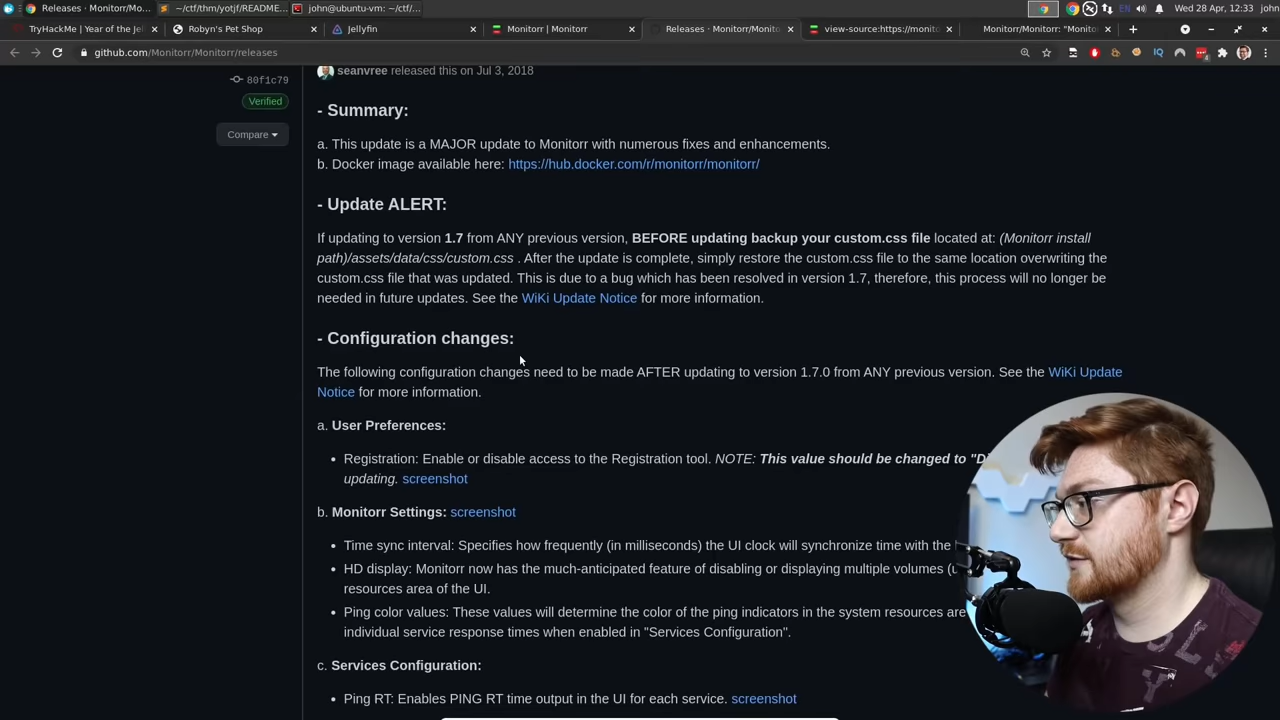 Releases · Monitorr/Mo...
~/ctf/thm/yotjf/README...
john@ubuntu-vm: ~/ctf/...
EN
Wed 28 Apr, 12:33
john
TryHackMe | Year of the Jel
Robyn's Pet Shop
Jellyfin
Monitorr | Monitorr
Releases · Monitorr/Monito
view-source:https://monito
Monitorr/Monitorr: "Monito
github.com/Monitorr/Monitorr/releases
80f1c79
Verified
Compare
seanvree released this on Jul 3, 2018
- Summary:
a. This update is a MAJOR update to Monitorr with numerous fixes and enhancements.
b. Docker image available here: https://hub.docker.com/r/monitorr/monitorr/
- Update ALERT:
If updating to version 1.7 from ANY previous version, BEFORE updating backup your custom.css file located at: (Monitorr install
path)/assets/data/css/custom.css . After the update is complete, simply restore the custom.css file to the same location overwriting the
custom.css file that was updated. This is due to a bug which has been resolved in version 1.7, therefore, this process will no longer be
needed in future updates. See the WiKi Update Notice for more information.
- Configuration changes:
The following configuration changes need to be made AFTER updating to version 1.7.0 from ANY previous version. See the WiKi Update
Notice for more information.
a. User Preferences:
Registration: Enable or disable access to the Registration tool. NOTE: This value should be changed to "Di
updating. screenshot
b. Monitorr Settings: screenshot
Time sync interval: Specifies how frequently (in milliseconds) the UI clock will synchronize time with the
HD display: Monitorr now has the much-anticipated feature of disabling or displaying multiple volumes (
resources area of the UI.
Ping color values: These values will determine the color of the ping indicators in the system resources are
individual service response times when enabled in "Services Configuration".
c. Services Configuration:
Ping RT: Enables PING RT time output in the UI for each service. screenshot